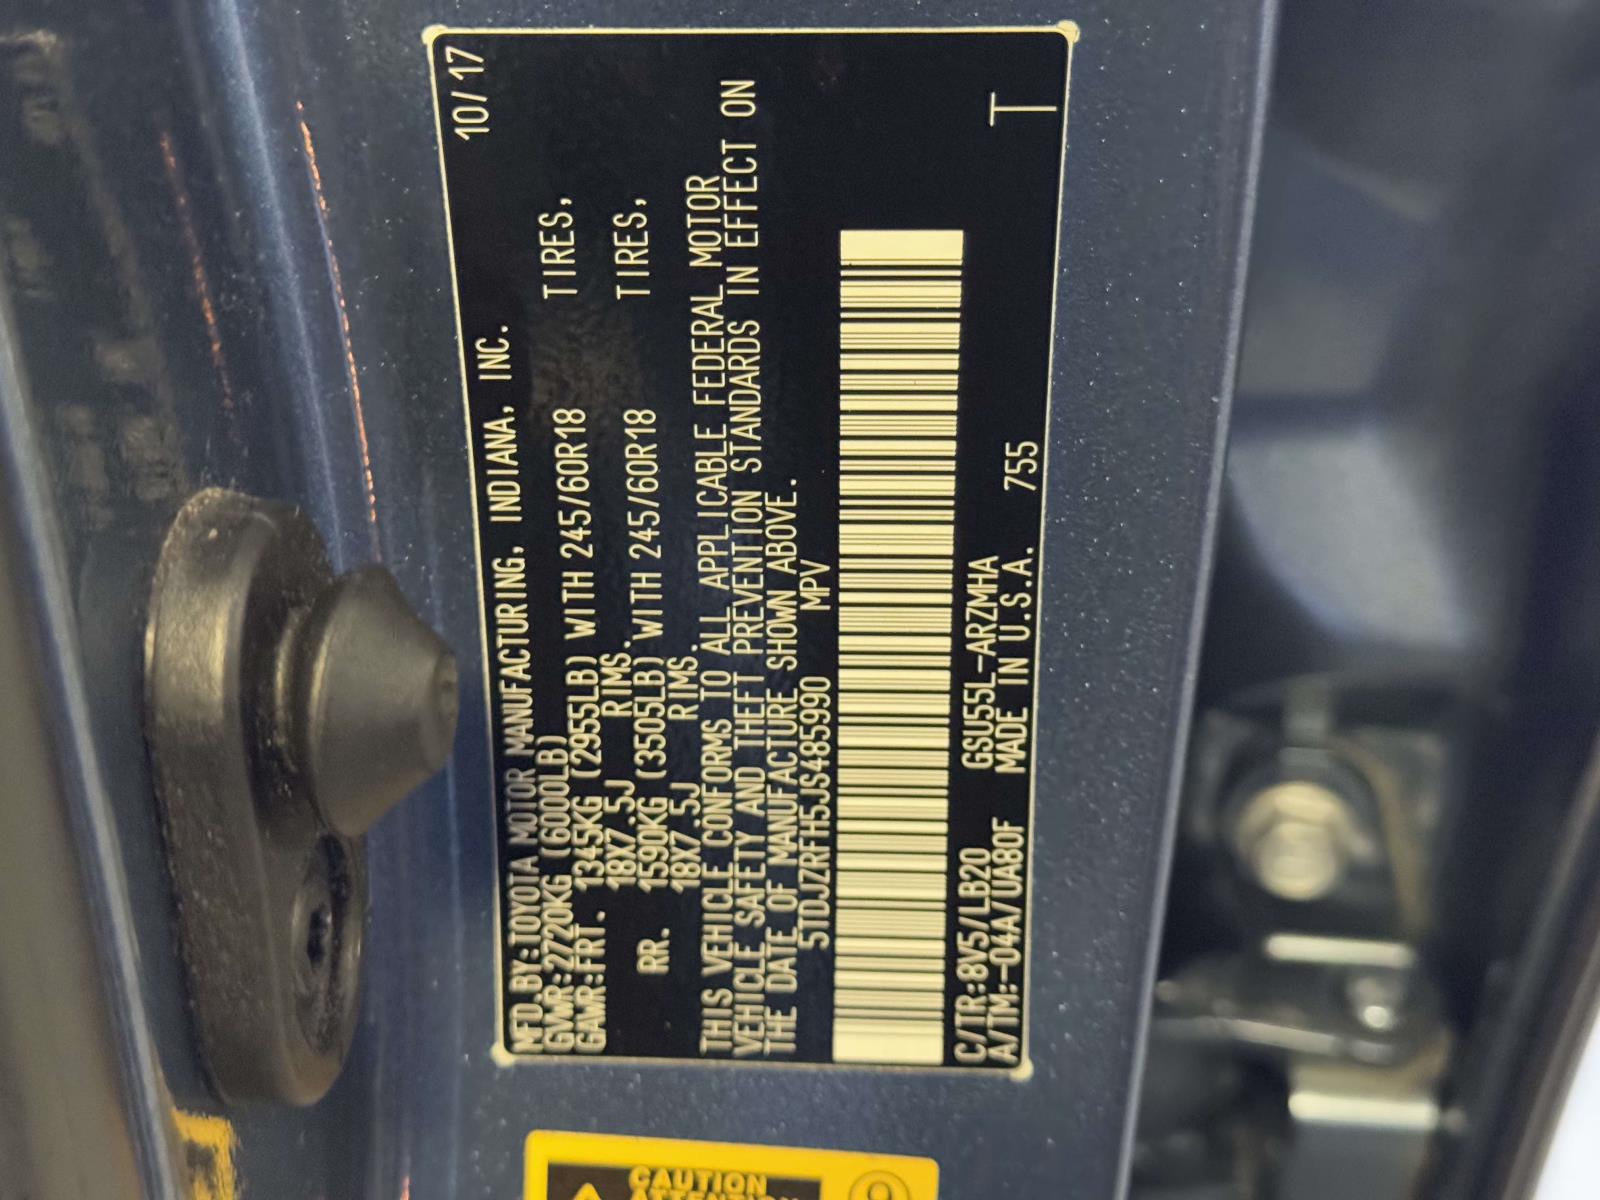 MFD.BY:TOYOTA MOTOR MANUFACTURING, INDIANA, INC. 10/17
GVWR:2720KG (6000LB)
GAWR:FRT. 1345KG (2955LB) WITH 245/60R18 TIRES,
18X7.5J RIMS.
RR. 1590KG (3505LB) WITH 245/60R18 TIRES,
18X7.5J RIMS.
THIS VEHICLE CONFORMS TO ALL APPLICABLE FEDERAL MOTOR
VEHICLE SAFETY AND THEFT PREVENTION STANDARDS IN EFFECT ON
THE DATE OF MANUFACTURE SHOWN ABOVE.
5TDJZRFH5JS485990 MPV
C/TR:8V5/LB20 GSU55L-ARZMHA
A/TM:-04A/UA80F MADE IN U.S.A. 755 T
CAUTION
ATTENTION